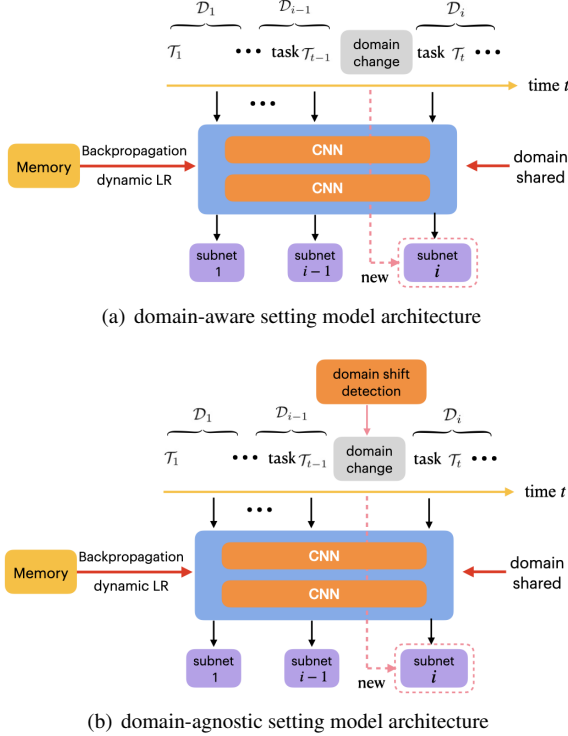 𝒟₁ 𝒟ᵢ₋₁ 𝒟ᵢ
𝒯₁ ••• task 𝒯ₜ₋₁ domain change task 𝒯ₜ •••
time t
•••
CNN
CNN
Memory
Backpropagation
dynamic LR
domain
shared
subnet 1
subnet i − 1
subnet i
new
(a) domain-aware setting model architecture
domain shift
detection
𝒟₁ 𝒟ᵢ₋₁ 𝒟ᵢ
𝒯₁ ••• task 𝒯ₜ₋₁ domain change task 𝒯ₜ •••
time t
•••
CNN
CNN
Memory
Backpropagation
dynamic LR
domain
shared
subnet 1
subnet i − 1
subnet i
new
(b) domain-agnostic setting model architecture